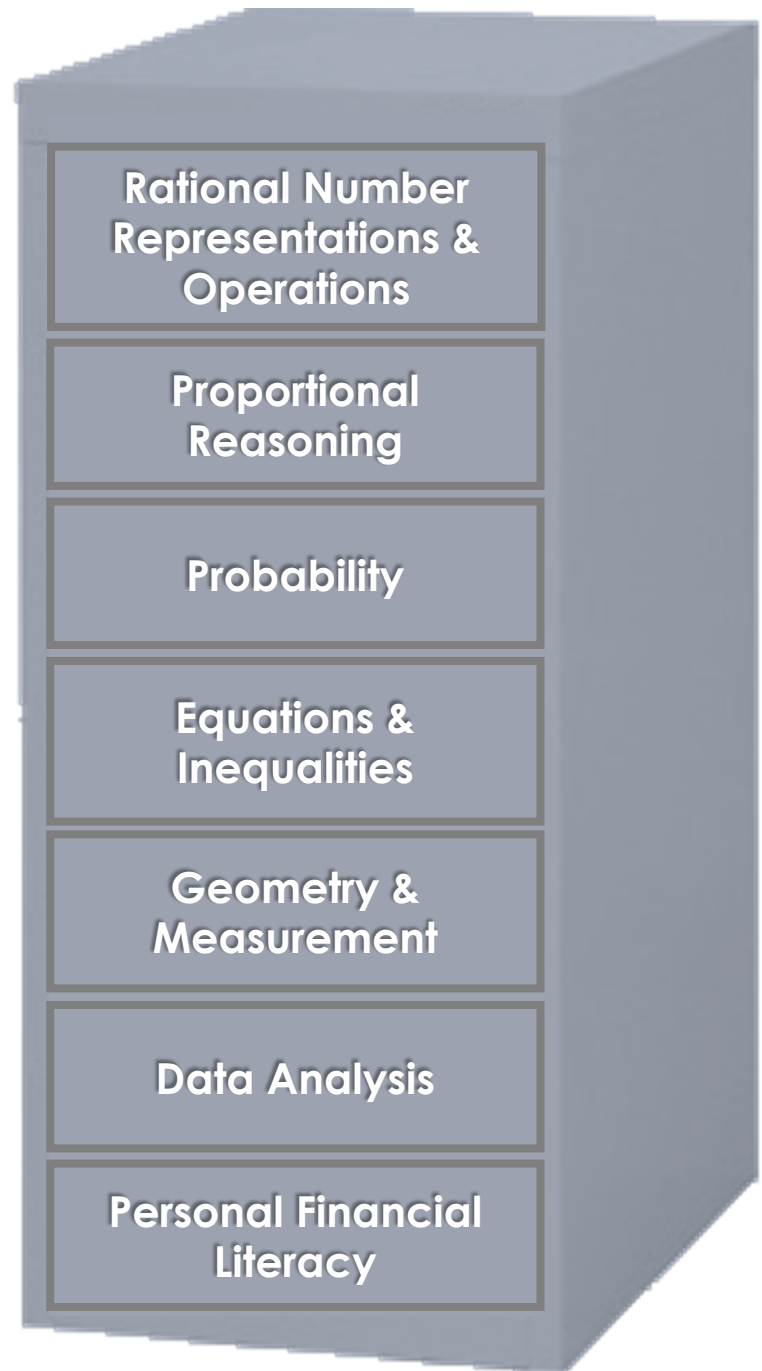 Rational Number
Representations &
Operations
Proportional
Reasoning
Probability
Equations &
Inequalities
Geometry &
Measurement
Data Analysis
Personal Financial
Literacy